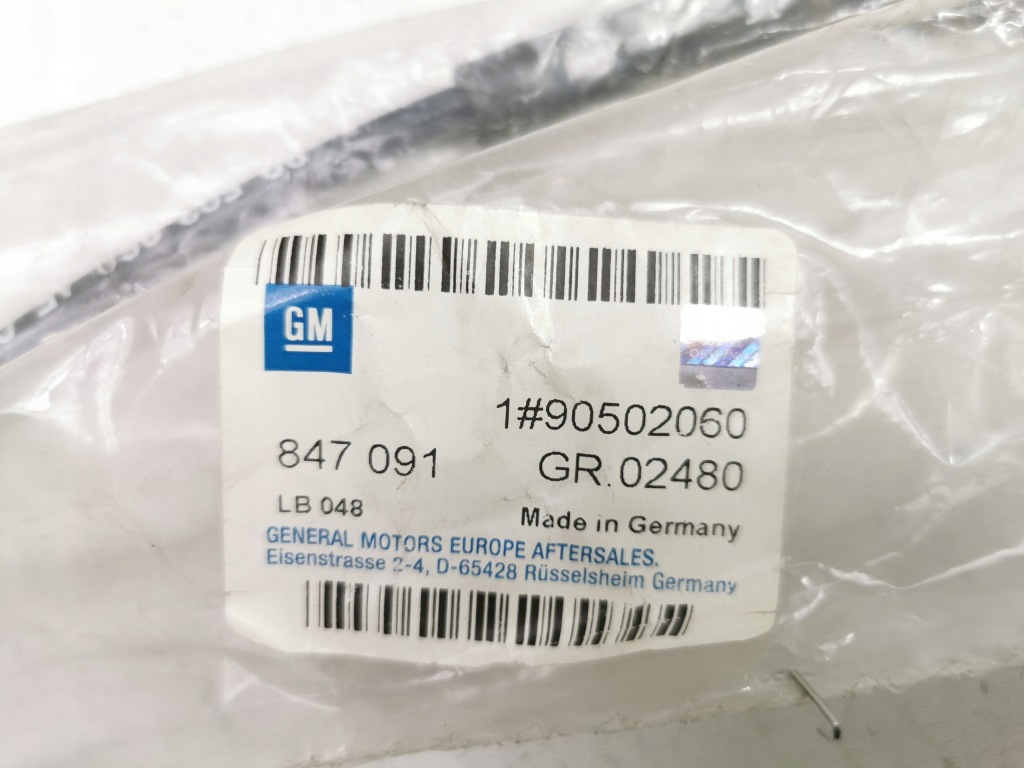 GM
1#90502060
847 091 GR.02480
LB 048 Made in Germany
GENERAL MOTORS EUROPE AFTERSALES.
Eisenstrasse 2-4, D-65428 Rüsselsheim Germany